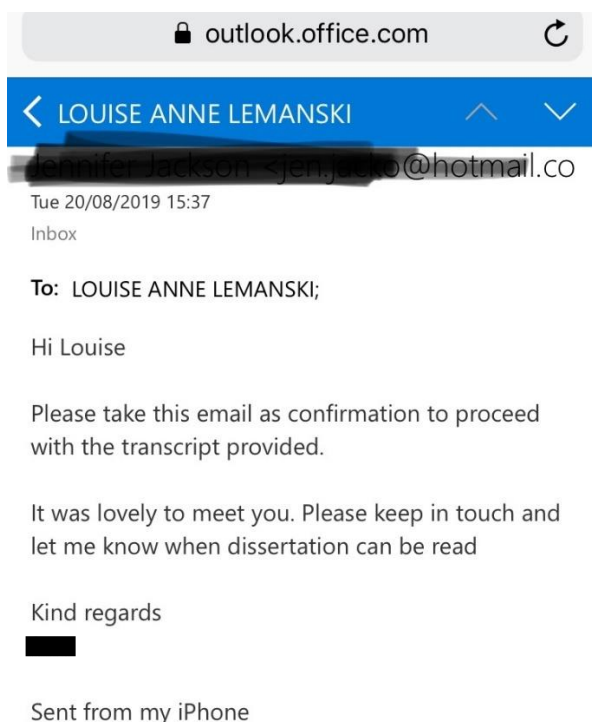 outlook.office.com
LOUISE ANNE LEMANSKI
@hotmail.co
Tue 20/08/2019 15:37
Inbox
To: LOUISE ANNE LEMANSKI;
Hi Louise
Please take this email as confirmation to proceed
with the transcript provided.
It was lovely to meet you. Please keep in touch and
let me know when dissertation can be read
Kind regards
Sent from my iPhone